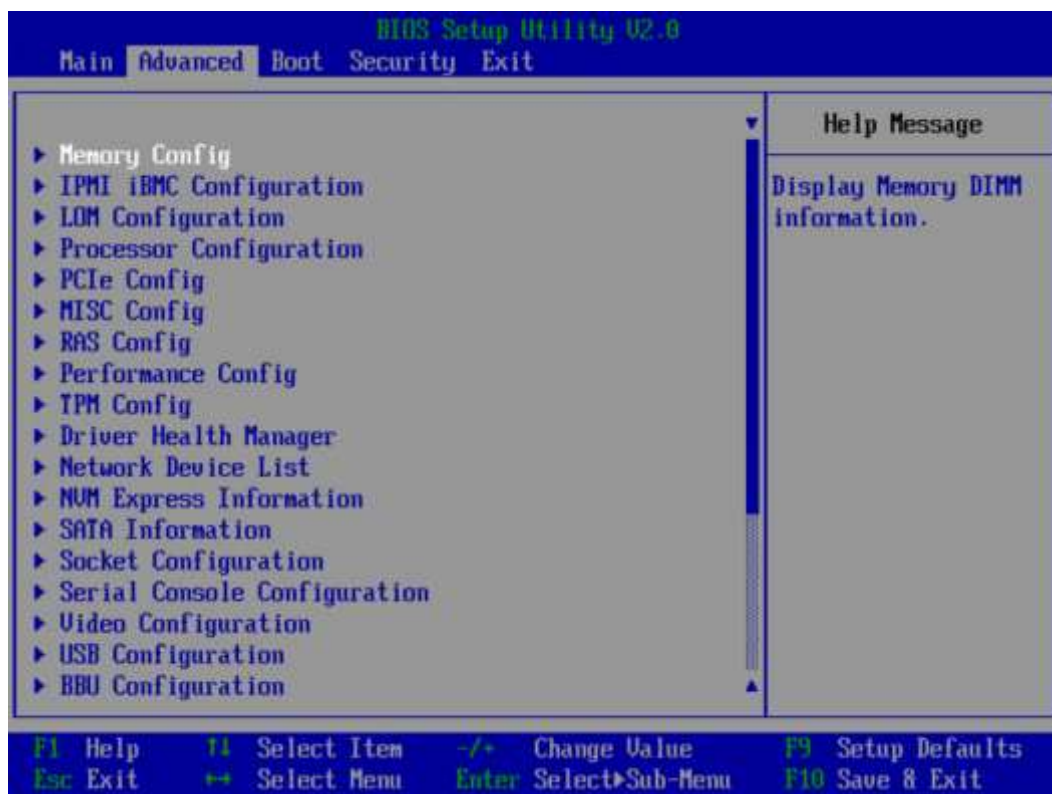 BIOS Setup Utility V2.0
Main Advanced Boot Security Exit
Help Message
Display Memory DIMM
information.
▶ Memory Config
▶ IPMI iBMC Configuration
▶ LOM Configuration
▶ Processor Configuration
▶ PCIe Config
▶ MISC Config
▶ RAS Config
▶ Performance Config
▶ TPM Config
▶ Driver Health Manager
▶ Network Device List
▶ NVM Express Information
▶ SATA Information
▶ Socket Configuration
▶ Serial Console Configuration
▶ Video Configuration
▶ USB Configuration
▶ BBU Configuration
F1 Help ↑↓ Select Item -/+ Change Value F9 Setup Defaults
Esc Exit ↔ Select Menu Enter Select▶Sub-Menu F10 Save & Exit